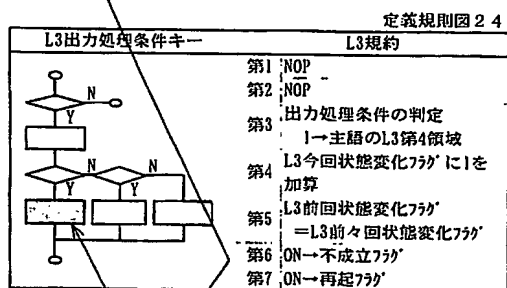 定義規則図24
L3出力処理条件キー
L3規約
N
Y
N
N
Y
Y
第1 NOP
第2 NOP
第3 出力処理条件の判定
1→主語のL3第4領域
第4 L3今回状態変化ﾌﾗｸﾞに1を
加算
第5 L3前回状態変化ﾌﾗｸﾞ
=L3前々回状態変化ﾌﾗｸﾞ
第6 ON→不成立ﾌﾗｸﾞ
第7 ON→再起ﾌﾗｸﾞ